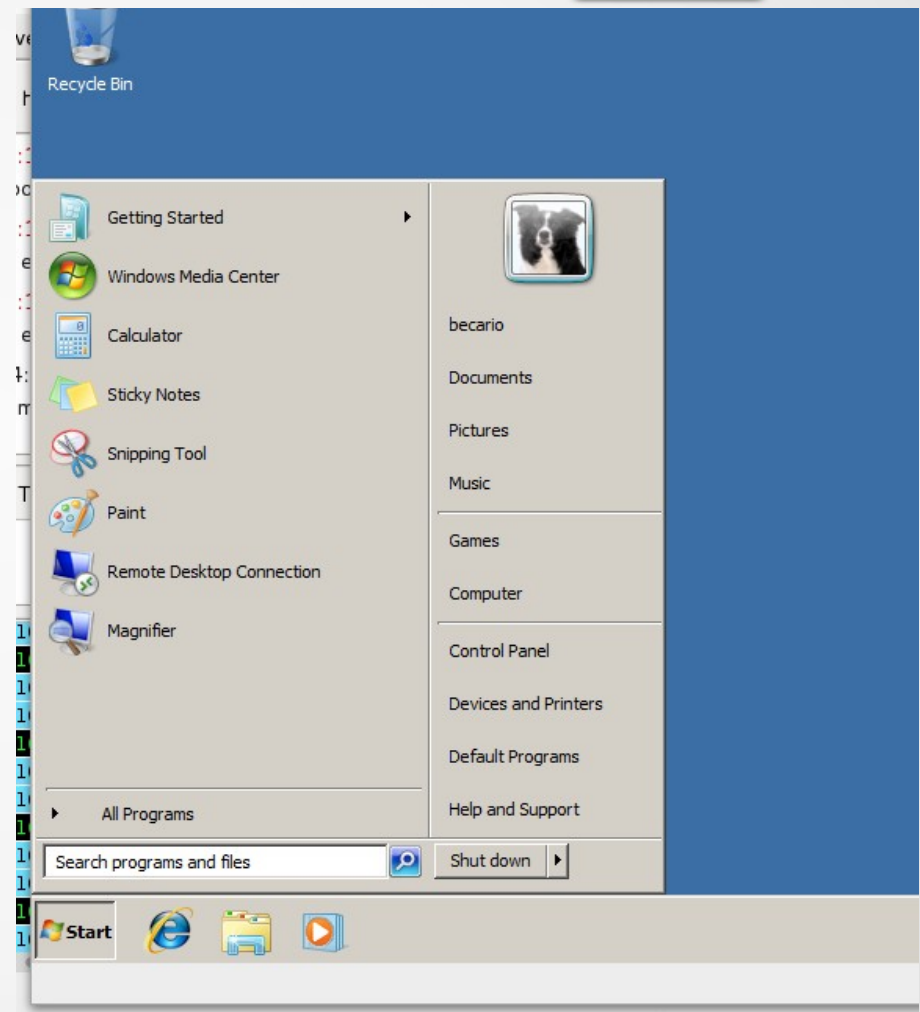 Recycle Bin
Getting Started
Windows Media Center
Calculator
Sticky Notes
Snipping Tool
Paint
Remote Desktop Connection
Magnifier
All Programs
Search programs and files
becario
Documents
Pictures
Music
Games
Computer
Control Panel
Devices and Printers
Default Programs
Help and Support
Shut down
Start